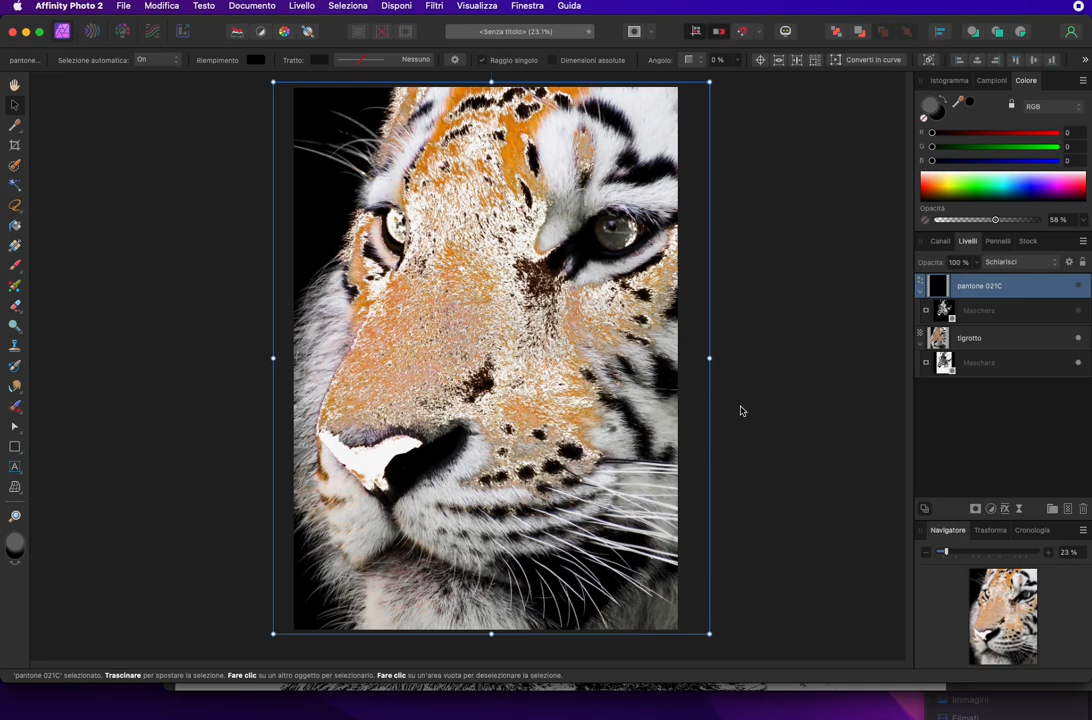 Affinity Photo 2 File Modifica Testo Documento Livello Seleziona Disponi Filtri Visualizza Finestra Guida
<Senza titolo> (23.1%)
pantone... Selezione automatica: On Riempimento Tratto: Nessuno Raggio singolo Dimensioni assolute Angolo: 0 % Converti in curve
Istogramma Campioni Colore
RGB
R 0
G 0
B 0
Opacità
58 %
Canali Livelli Pennelli Stock
Opacità: 100 % Schiarisci
pantone 021C
Maschera
tigrotto
Maschera
Navigatore Trasforma Cronologia
23 %
'pantone 021C' selezionato. Trascinare per spostare la selezione. Fare clic su un altro oggetto per selezionarlo. Fare clic su un'area vuota per deselezionare la selezione.
Immagini
Filmati